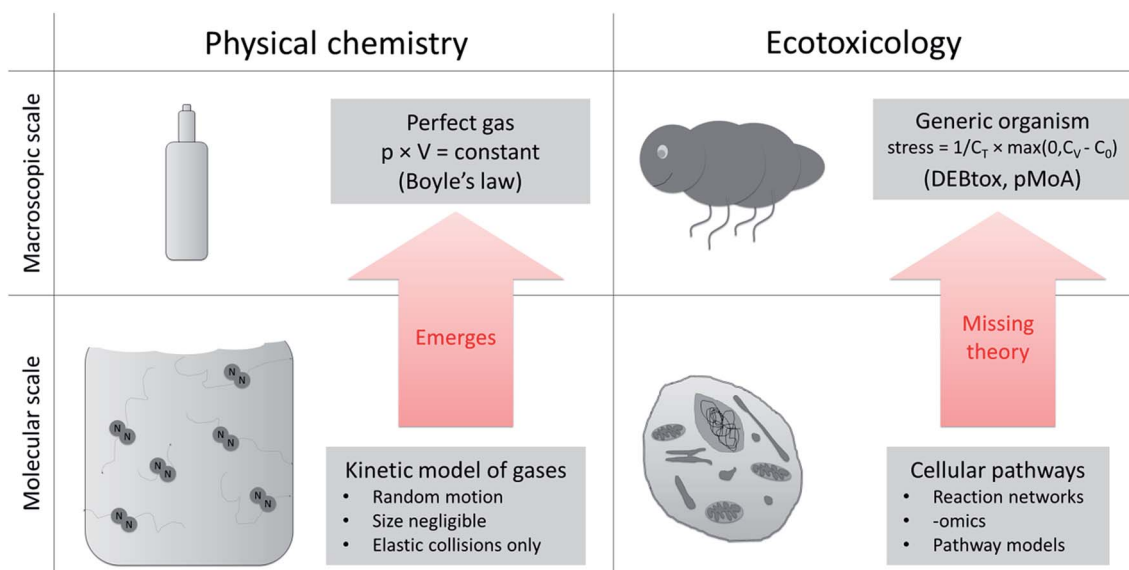 Physical chemistry
Ecotoxicology
Macroscopic scale
Perfect gas
p × V = constant
(Boyle's law)
Generic organism
stress = 1/C_T × max(0,C_V - C_0)
(DEBtox, pMoA)
Emerges
Missing
theory
Molecular scale
N N
N N
N N
N N
N N
N N
Kinetic model of gases
• Random motion
• Size negligible
• Elastic collisions only
Cellular pathways
• Reaction networks
• -omics
• Pathway models